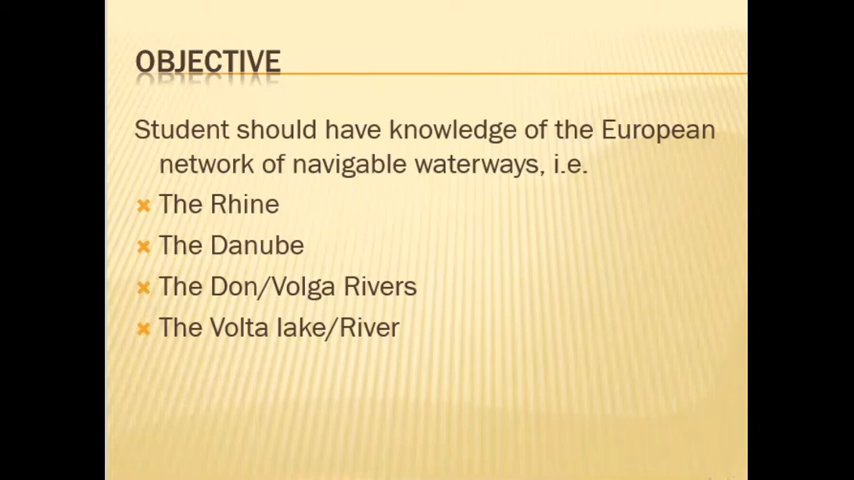 OBJECTIVE
Student should have knowledge of the European
network of navigable waterways, i.e.
The Rhine
The Danube
The Don/Volga Rivers
The Volta lake/River